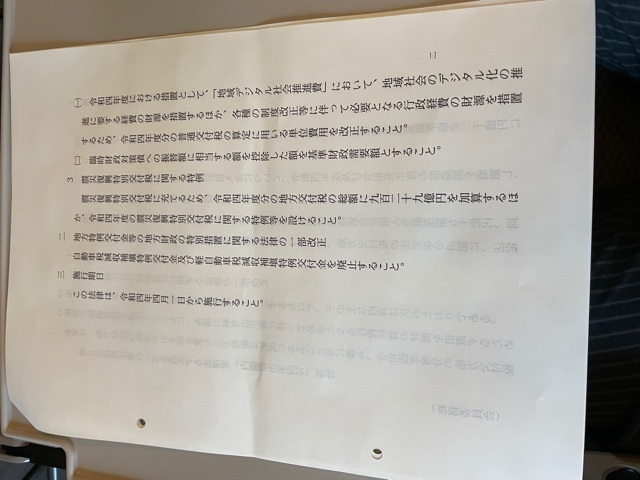 二
㈠ 令和四年度における措置として、「地域デジタル社会推進費」において、地域社会のデジタル化の推
進に要する経費の財源を措置するほか、各種の制度改正等に伴って必要となる行政経費の財源を措置
するため、令和四年度分の普通交付税の算定に用いる単位費用を改正すること。
㈡ 臨時財政対策債への振替額に相当する額を控除した額を基準財政需要額とすること。
3 震災復興特別交付税に関する特例
震災復興特別交付税に充てるため、令和四年度分の地方交付税の総額に九百二十九億円を加算するほ
か、令和四年度の震災復興特別交付税に関する特例等を設けること。
二 地方特例交付金等の地方財政の特別措置に関する法律の一部改正
自動車税減収補塡特例交付金及び軽自動車税減収補塡特例交付金を廃止すること。
三 施行期日
この法律は、令和四年四月一日から施行すること。